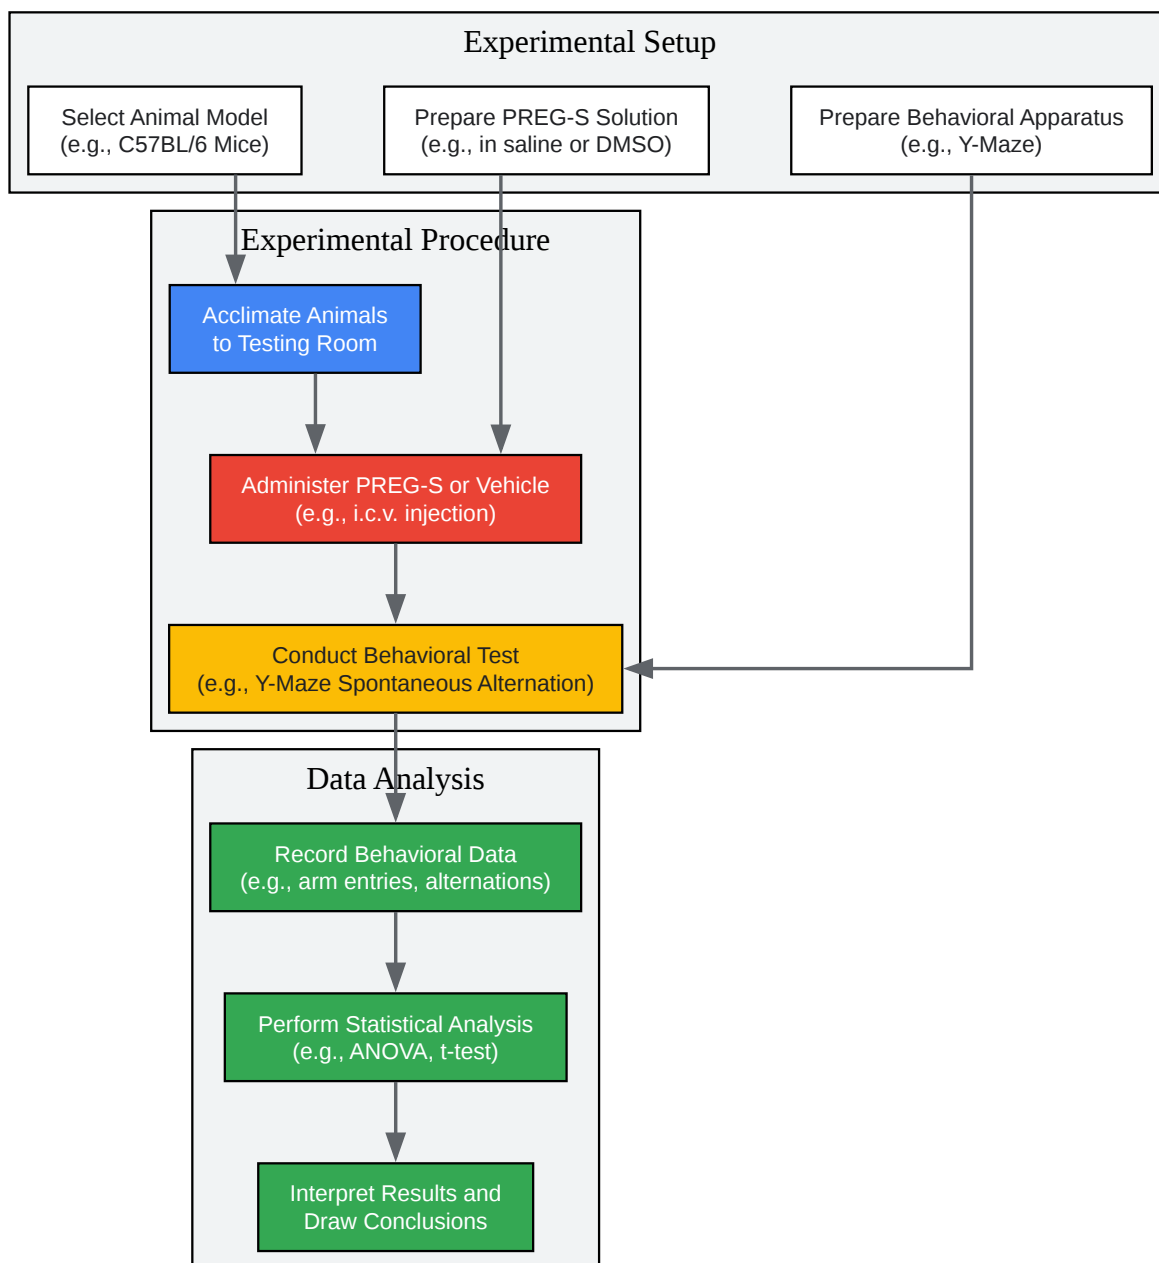 Experimental Setup
Select Animal Model
(e.g., C57BL/6 Mice)
Prepare PREG-S Solution
(e.g., in saline or DMSO)
Prepare Behavioral Apparatus
(e.g., Y-Maze)
Experimental Procedure
Acclimate Animals
to Testing Room
Administer PREG-S or Vehicle
(e.g., i.c.v. injection)
Conduct Behavioral Test
(e.g., Y-Maze Spontaneous Alternation)
Data Analysis
Record Behavioral Data
(e.g., arm entries, alternations)
Perform Statistical Analysis
(e.g., ANOVA, t-test)
Interpret Results and
Draw Conclusions